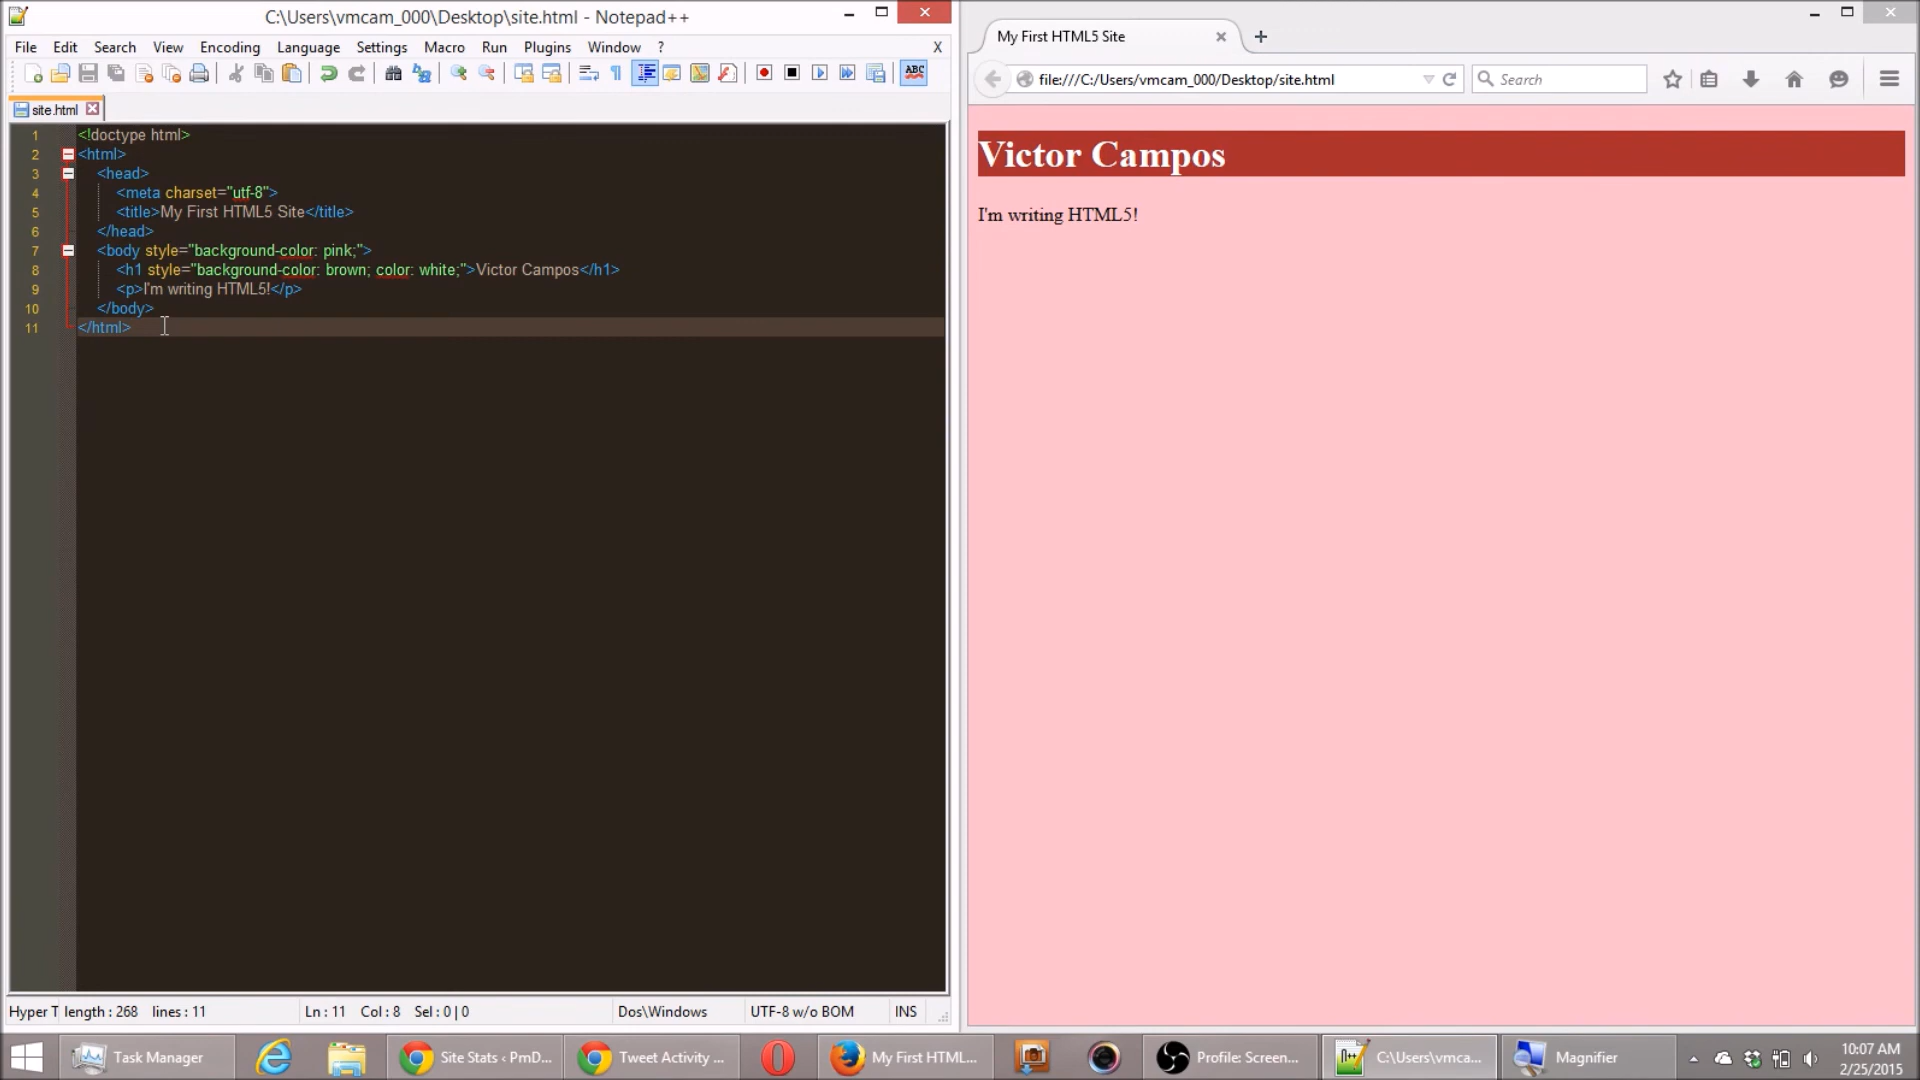 C:\Users\vmcam_000\Desktop\site.html - Notepad++
File Edit Search View Encoding Language Settings Macro Run Plugins Window ? X
ABC
site.html
1 <!doctype html>
2 <html>
3 <head>
4 <meta charset="utf-8">
5 <title>My First HTML5 Site</title>
6 </head>
7 <body style="background-color: pink;">
8 <h1 style="background-color: brown; color: white;">Victor Campos</h1>
9 <p>I'm writing HTML5!</p>
10 </body>
11 </html>
Hyper T length : 268 lines : 11 Ln : 11 Col : 8 Sel : 0 | 0 Dos\Windows UTF-8 w/o BOM INS
My First HTML5 Site
file:///C:/Users/vmcam_000/Desktop/site.html Search
Victor Campos
I'm writing HTML5!
Task Manager Site Stats ‹ PmD... Tweet Activity ... My First HTML... Profile: Screen... C:\Users\vmca... Magnifier
10:07 AM
2/25/2015